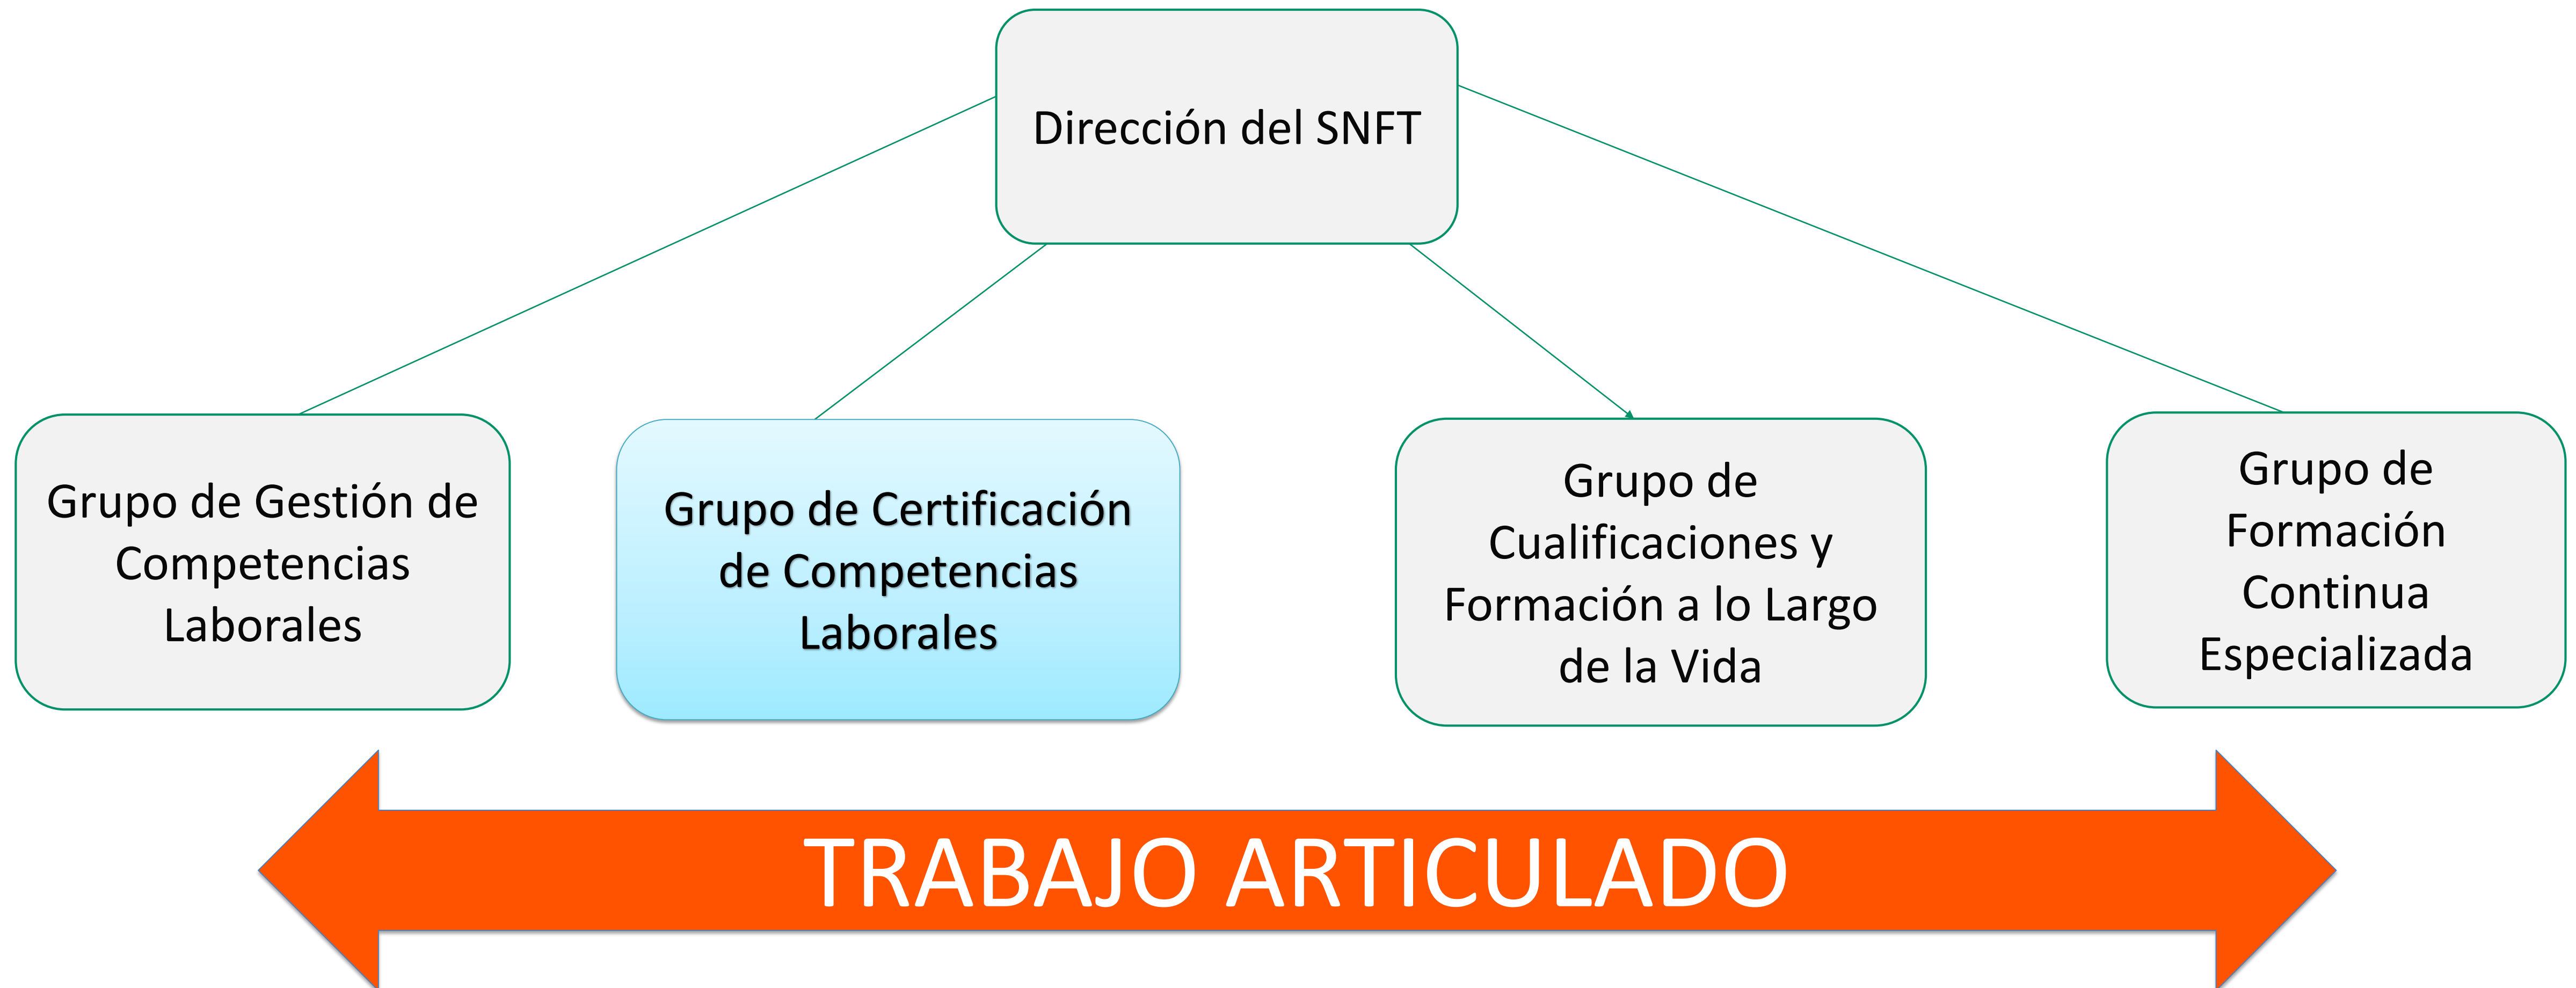 Dirección del SNFT
Grupo de Gestión de
Competencias
Laborales
Grupo de Certificación
de Competencias
Laborales
Grupo de
Cualificaciones y
Formación a lo Largo
de la Vida
Grupo de
Formación
Continua
Especializada
TRABAJO ARTICULADO